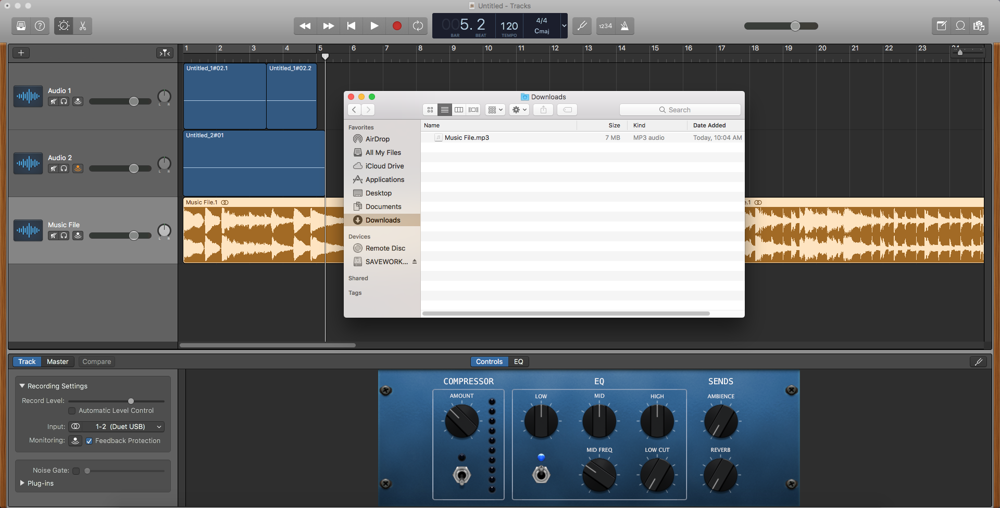 Untitled - Tracks
005. 2
BAR
BEAT
120
TEMPO
4/4
Cmaj
1234
1 2 3 4 5 6 7 8 9 10 11 12 13 14 15 16 17 18 19 20 21 22 23
Untitled_1#02.1
Untitled_1#02.2
Audio 1
L R
Untitled_2#01
Audio 2
L R
Music File.1
e.1
Music File
L R
Downloads
Search
Favorites
AirDrop
All My Files
iCloud Drive
Applications
Desktop
Documents
Downloads
Devices
Remote Disc
SAVEWORK...
Shared
Tags
Name Size Kind Date Added
Music File.mp3 7 MB MP3 audio Today, 10:04 AM
Track Master Compare
Controls EQ
Recording Settings
Record Level:
Automatic Level Control
Input: 1-2 (Duet USB)
Monitoring: Feedback Protection
Noise Gate:
Plug-ins
COMPRESSOR EQ SENDS
AMOUNT LOW MID HIGH AMBIENCE
MID FREQ LOW CUT REVERB